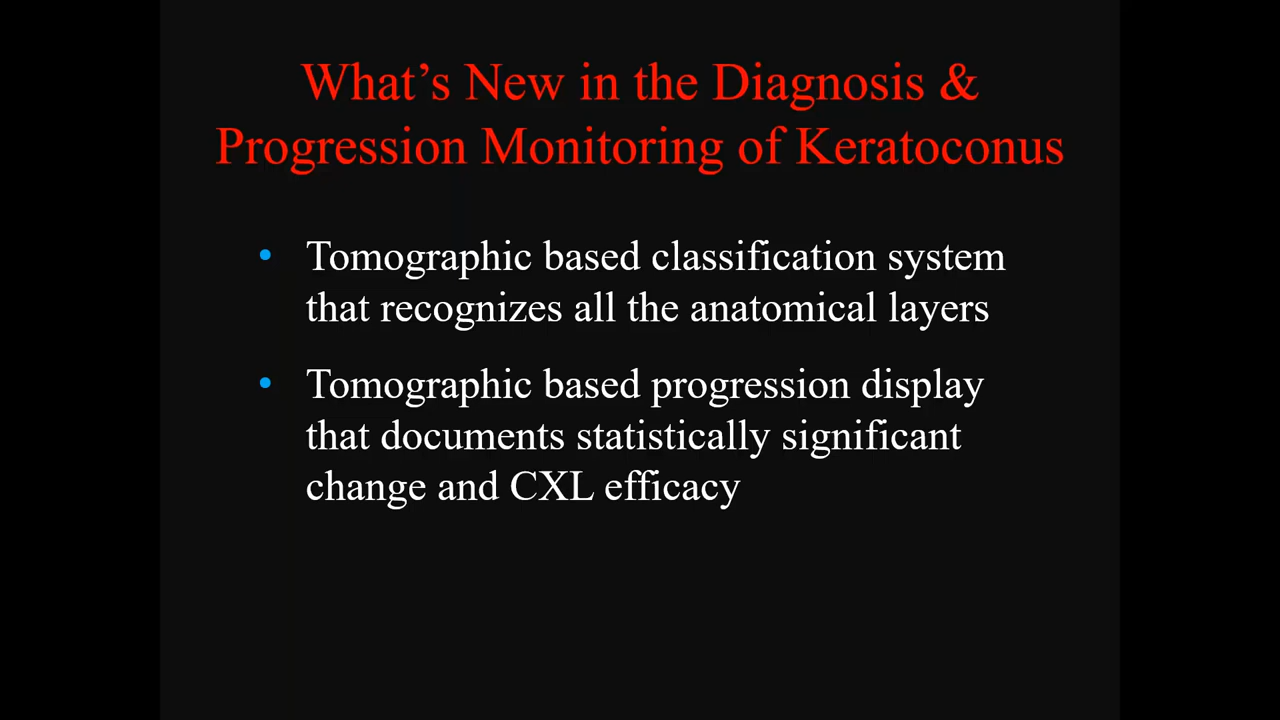 What’s New in the Diagnosis &
Progression Monitoring of Keratoconus
• Tomographic based classification system
that recognizes all the anatomical layers
• Tomographic based progression display
that documents statistically significant
change and CXL efficacy